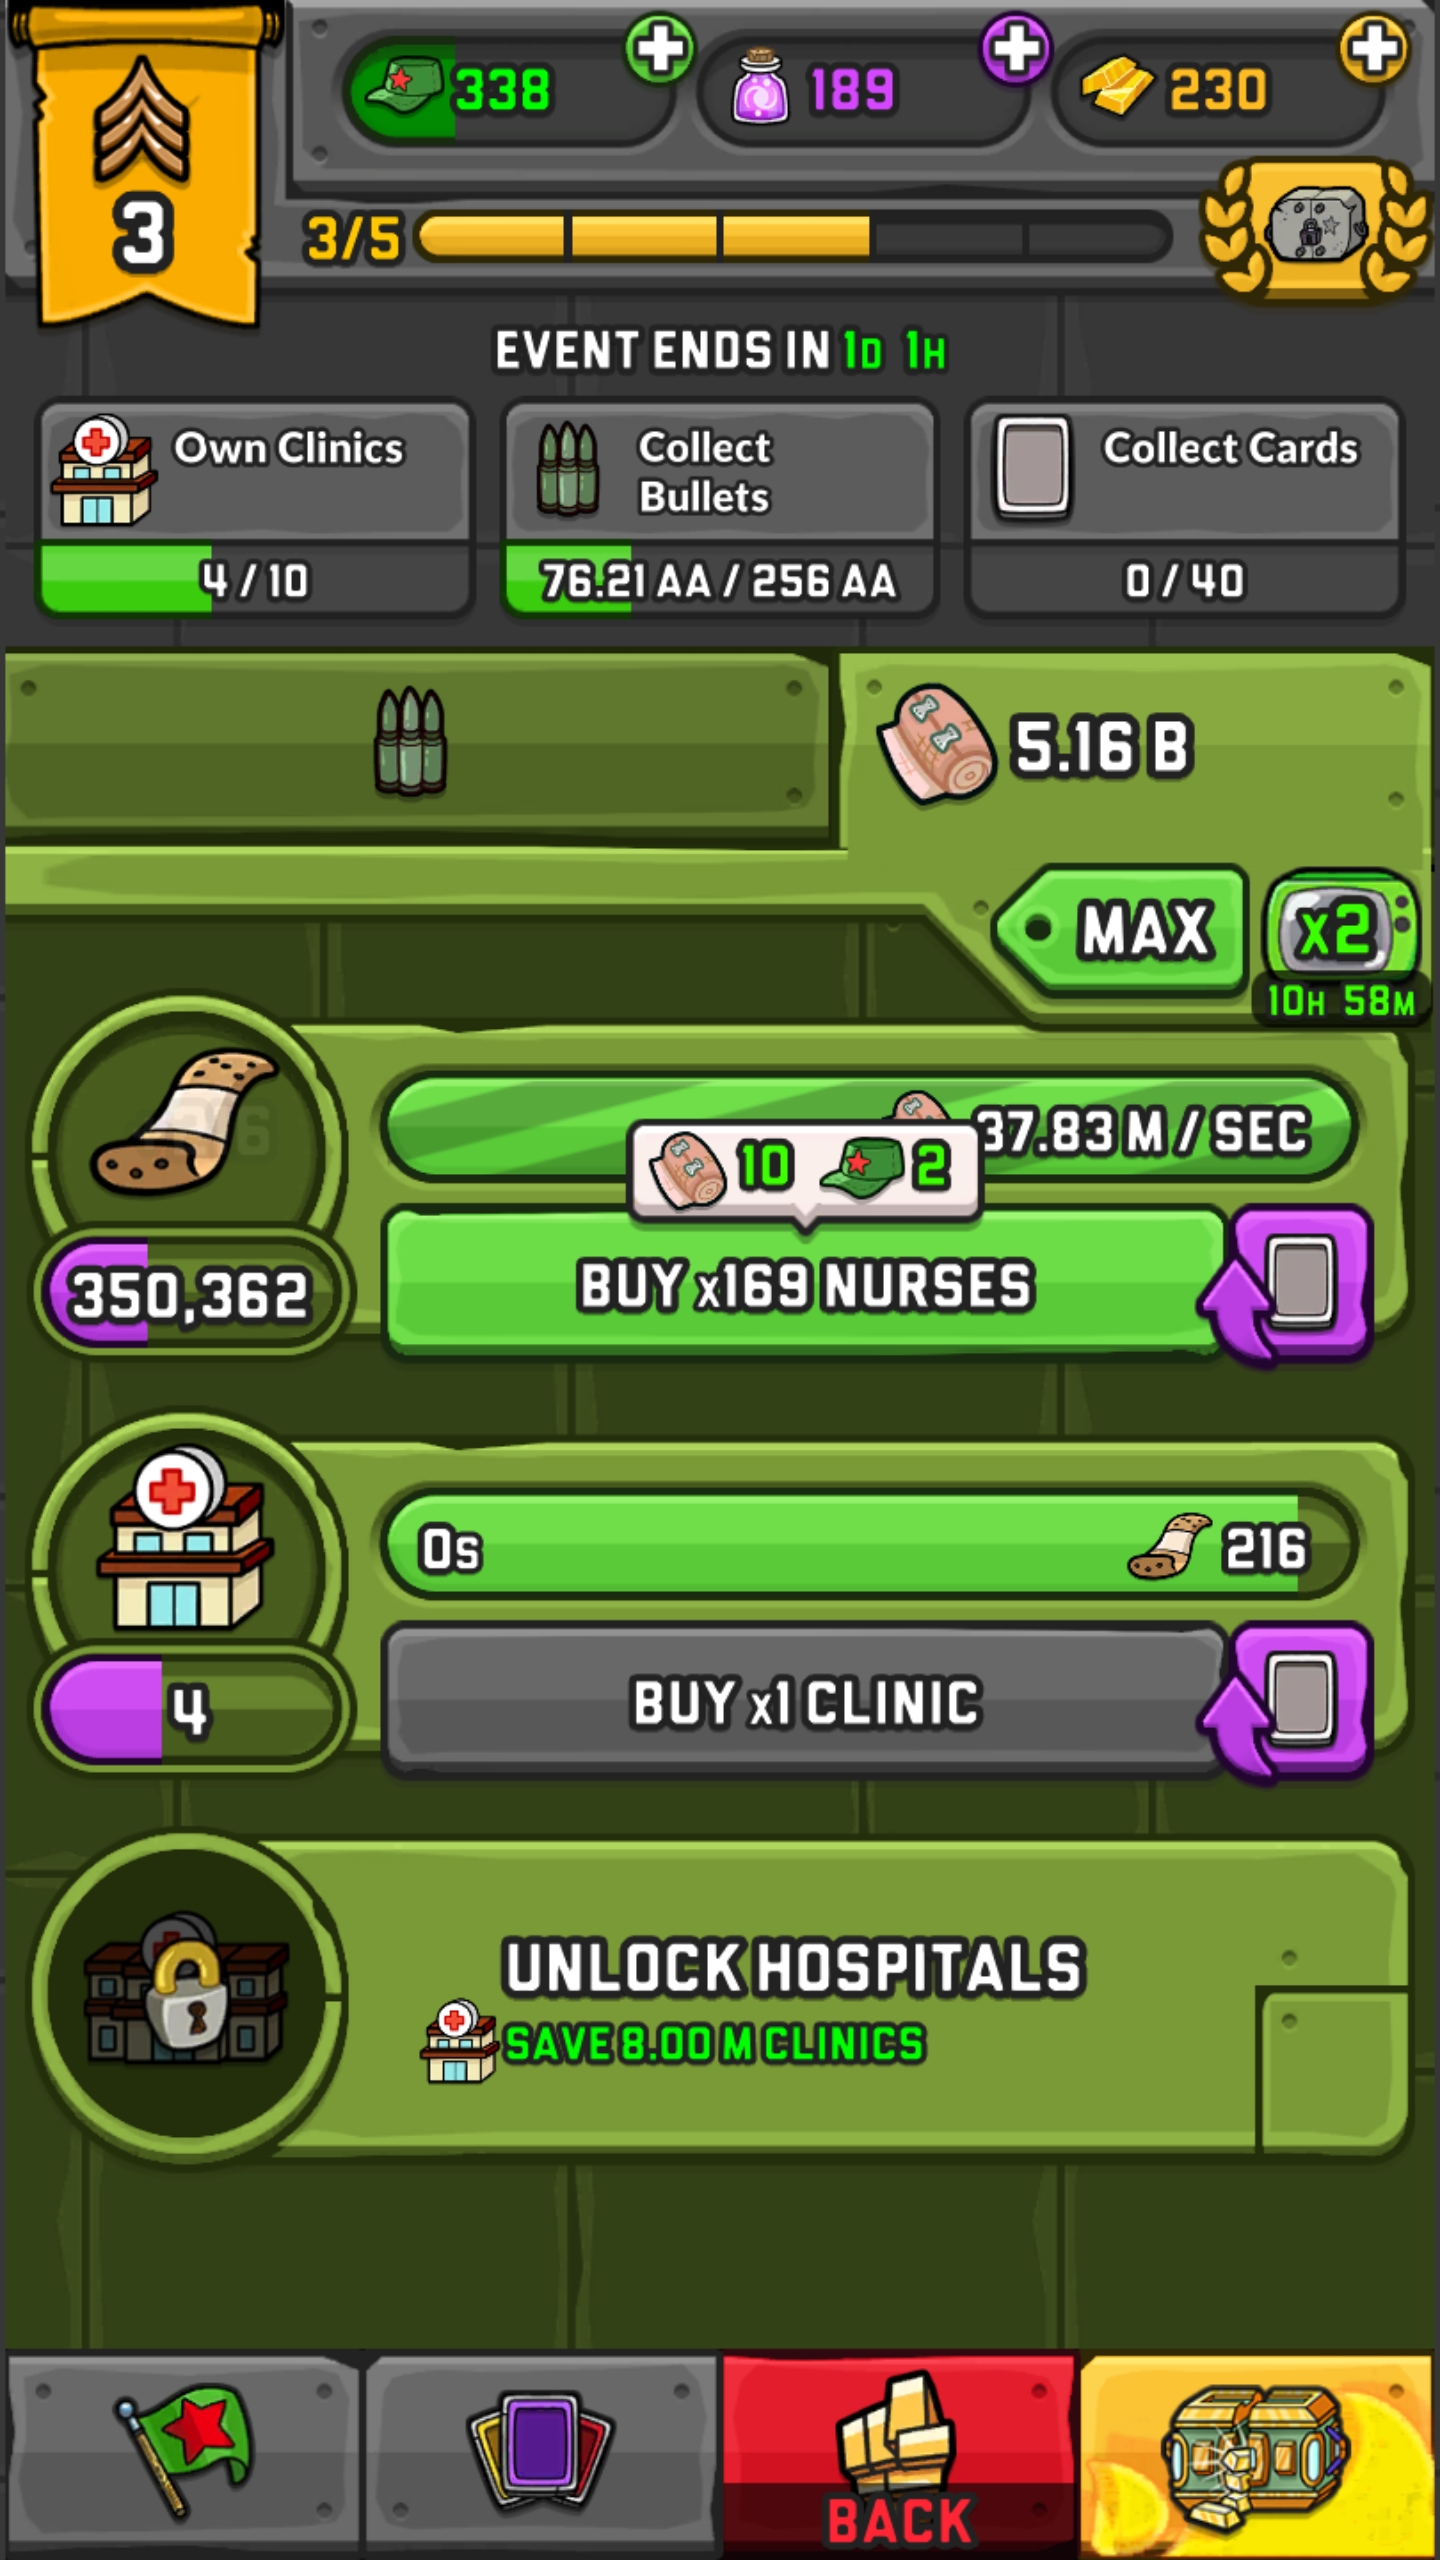 338
189
230
3
3/5
EVENT ENDS IN 1D 1H
Own Clinics
4 / 10
Collect
Bullets
76.21 AA / 256 AA
Collect Cards
0 / 40
5.16 B
MAX
x2
10H 58M
37.83 M / SEC
10
2
350,362
BUY x169 NURSES
0s
216
4
BUY x1 CLINIC
UNLOCK HOSPITALS
SAVE 8.00 M CLINICS
BACK